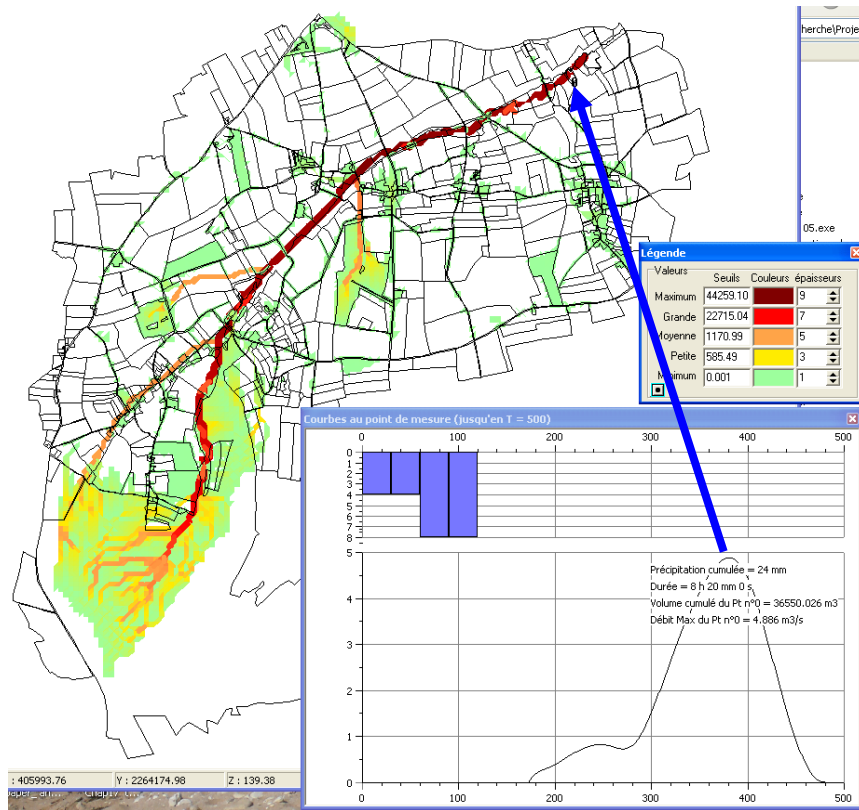 herche\Proje
05.exe
Légende
Valeurs
Seuils Couleurs épaisseurs
Maximum 44259.10 9
Grande 22715.04 7
Moyenne 1170.99 5
Petite 585.49 3
Minimum 0.001 1
Courbes au point de mesure (jusqu'en T = 500)
0 100 200 300 400 500
0
1
2
3
4
5
6
7
8
5
Précipitation cumulée = 24 mm
Durée = 8 h 20 mm 0 s
Volume cumulé du Pt n°0 = 36550.026 m3
Débit Max du Pt n°0 = 4.886 m3/s
4
3
2
1
0
0 100 200 300 400 500
: 405993.76 Y : 2264174.98 Z : 139.38